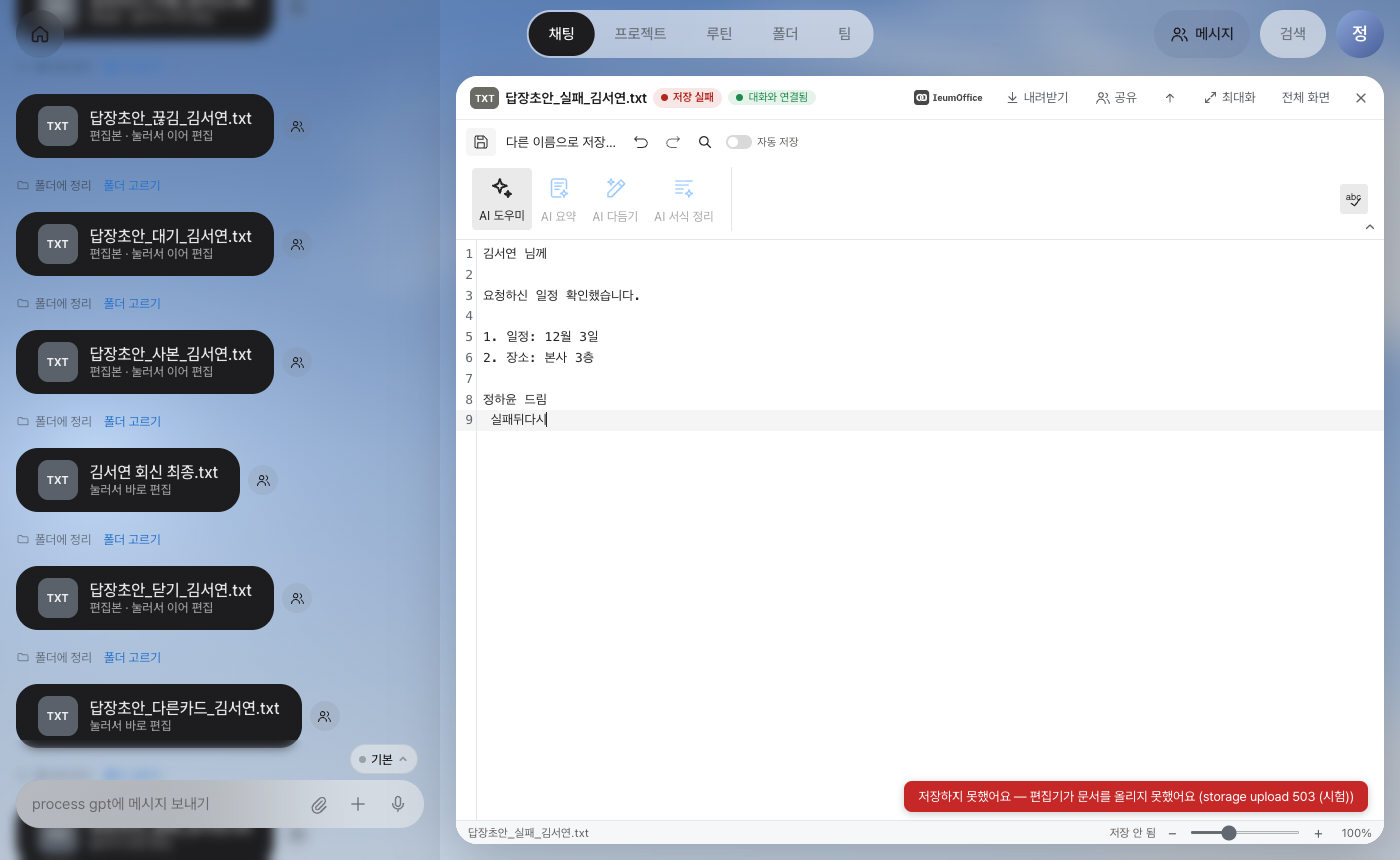 채팅
프로젝트
루틴
폴더
팀
메시지
검색
정
TXT
답장초안_끊김_김서연.txt
편집본 · 눌러서 이어 편집
폴더에 정리 폴더 고르기
TXT
답장초안_대기_김서연.txt
편집본 · 눌러서 이어 편집
폴더에 정리 폴더 고르기
TXT
답장초안_사본_김서연.txt
편집본 · 눌러서 이어 편집
폴더에 정리 폴더 고르기
TXT
김서연 회신 최종.txt
눌러서 바로 편집
폴더에 정리 폴더 고르기
TXT
답장초안_닫기_김서연.txt
편집본 · 눌러서 이어 편집
폴더에 정리 폴더 고르기
TXT
답장초안_다른카드_김서연.txt
눌러서 바로 편집
기본
process gpt에 메시지 보내기
TXT 답장초안_실패_김서연.txt 저장 실패 대화와 연결됨 IeumOffice 내려받기 공유 최대화 전체 화면
다른 이름으로 저장... 자동 저장
AI 도우미 AI 요약 AI 다듬기 AI 서식 정리 abc
1 김서연 님께
2
3 요청하신 일정 확인했습니다.
4
5 1. 일정: 12월 3일
6 2. 장소: 본사 3층
7
8 정하윤 드림
9 실패뒤다시
저장하지 못했어요 — 편집기가 문서를 올리지 못했어요 (storage upload 503 (시험))
답장초안_실패_김서연.txt 저장 안 됨 100%